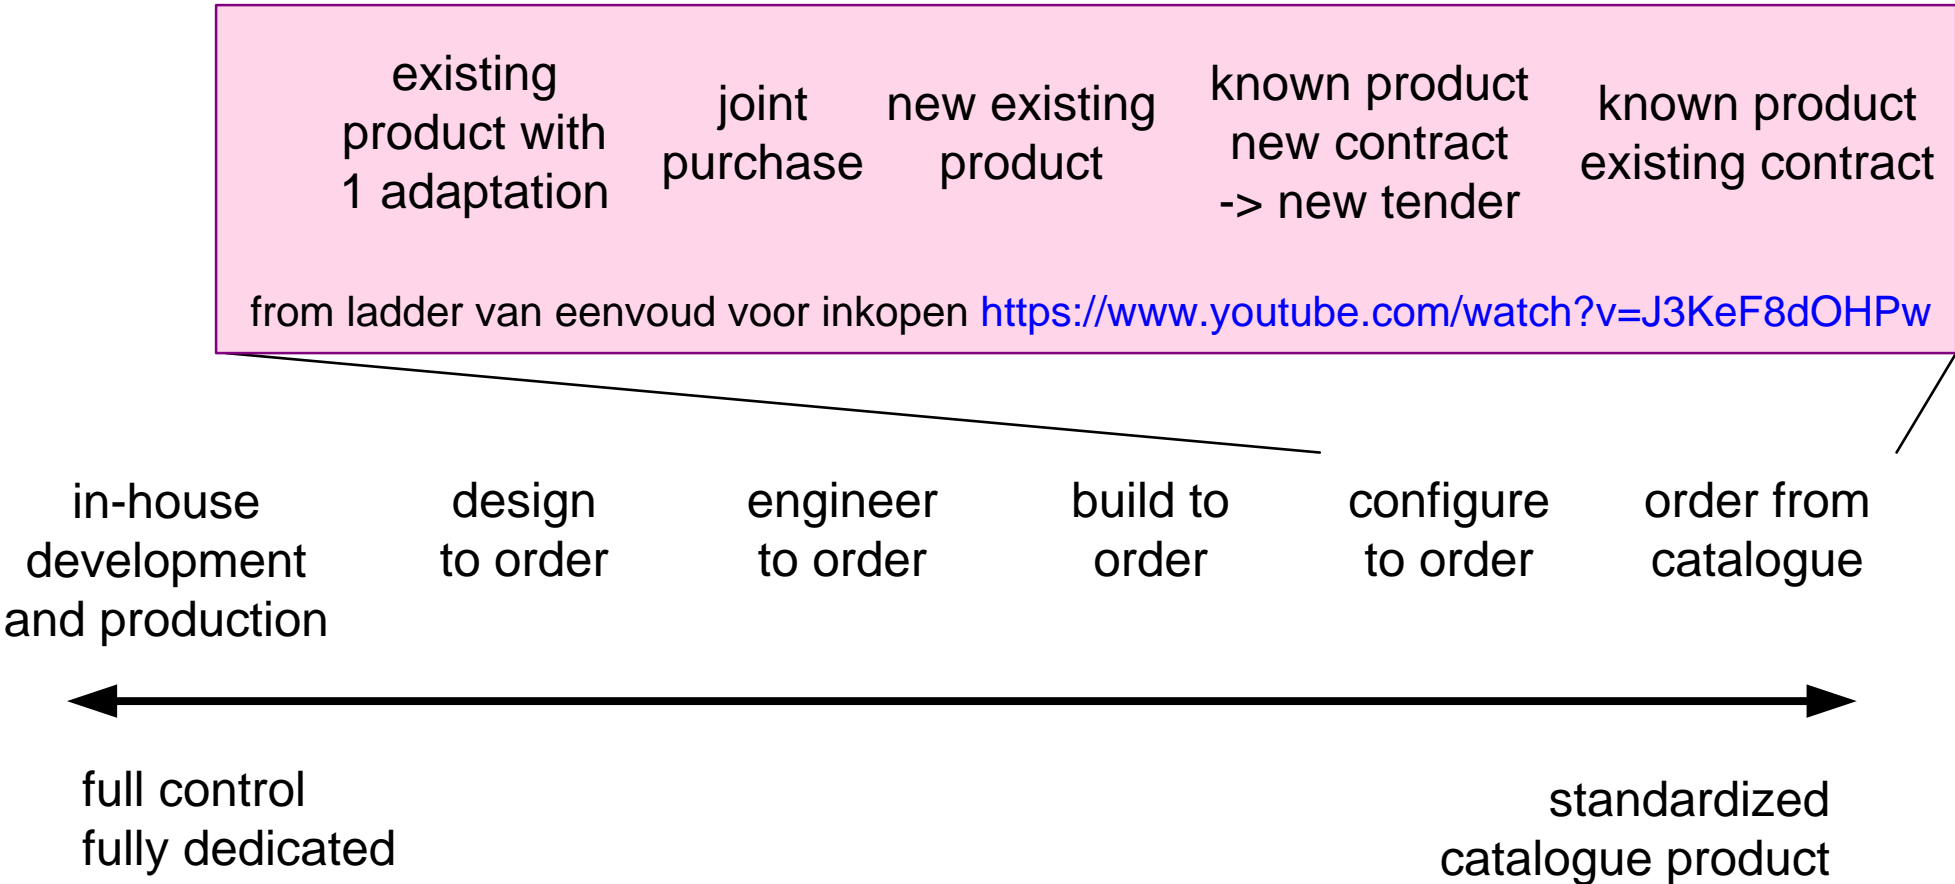 existing
product with
1 adaptation
joint
purchase
new existing
product
known product
new contract
-> new tender
known product
existing contract
from ladder van eenvoud voor inkopen https://www.youtube.com/watch?v=J3KeF8dOHPw
in-house
development
and production
design
to order
engineer
to order
build to
order
configure
to order
order from
catalogue
full control
fully dedicated
standardized
catalogue product